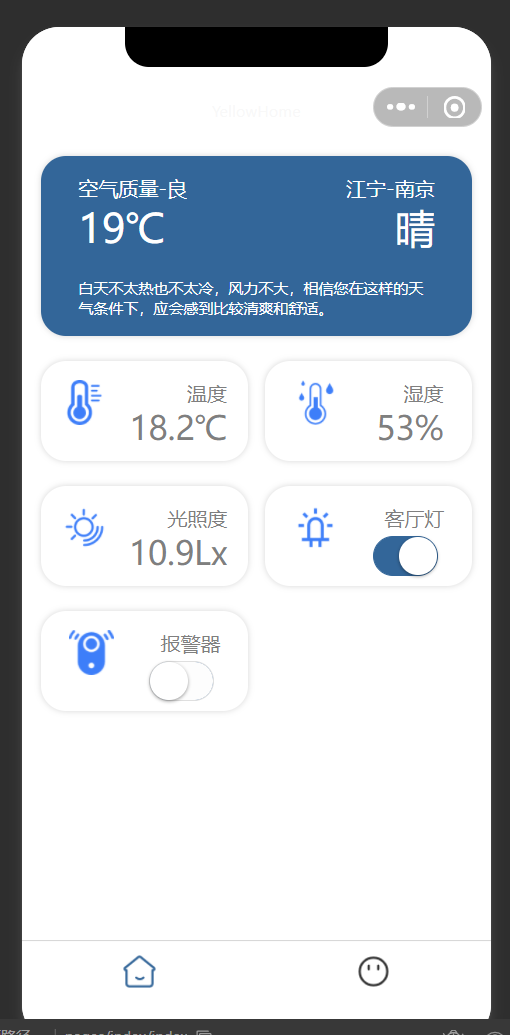 YellowHome
空气质量-良
江宁-南京
19℃
晴
白天不太热也不太冷，风力不大，相信您在这样的天
气条件下，应会感到比较清爽和舒适。
温度
18.2℃
湿度
53%
光照度
10.9Lx
客厅灯
报警器